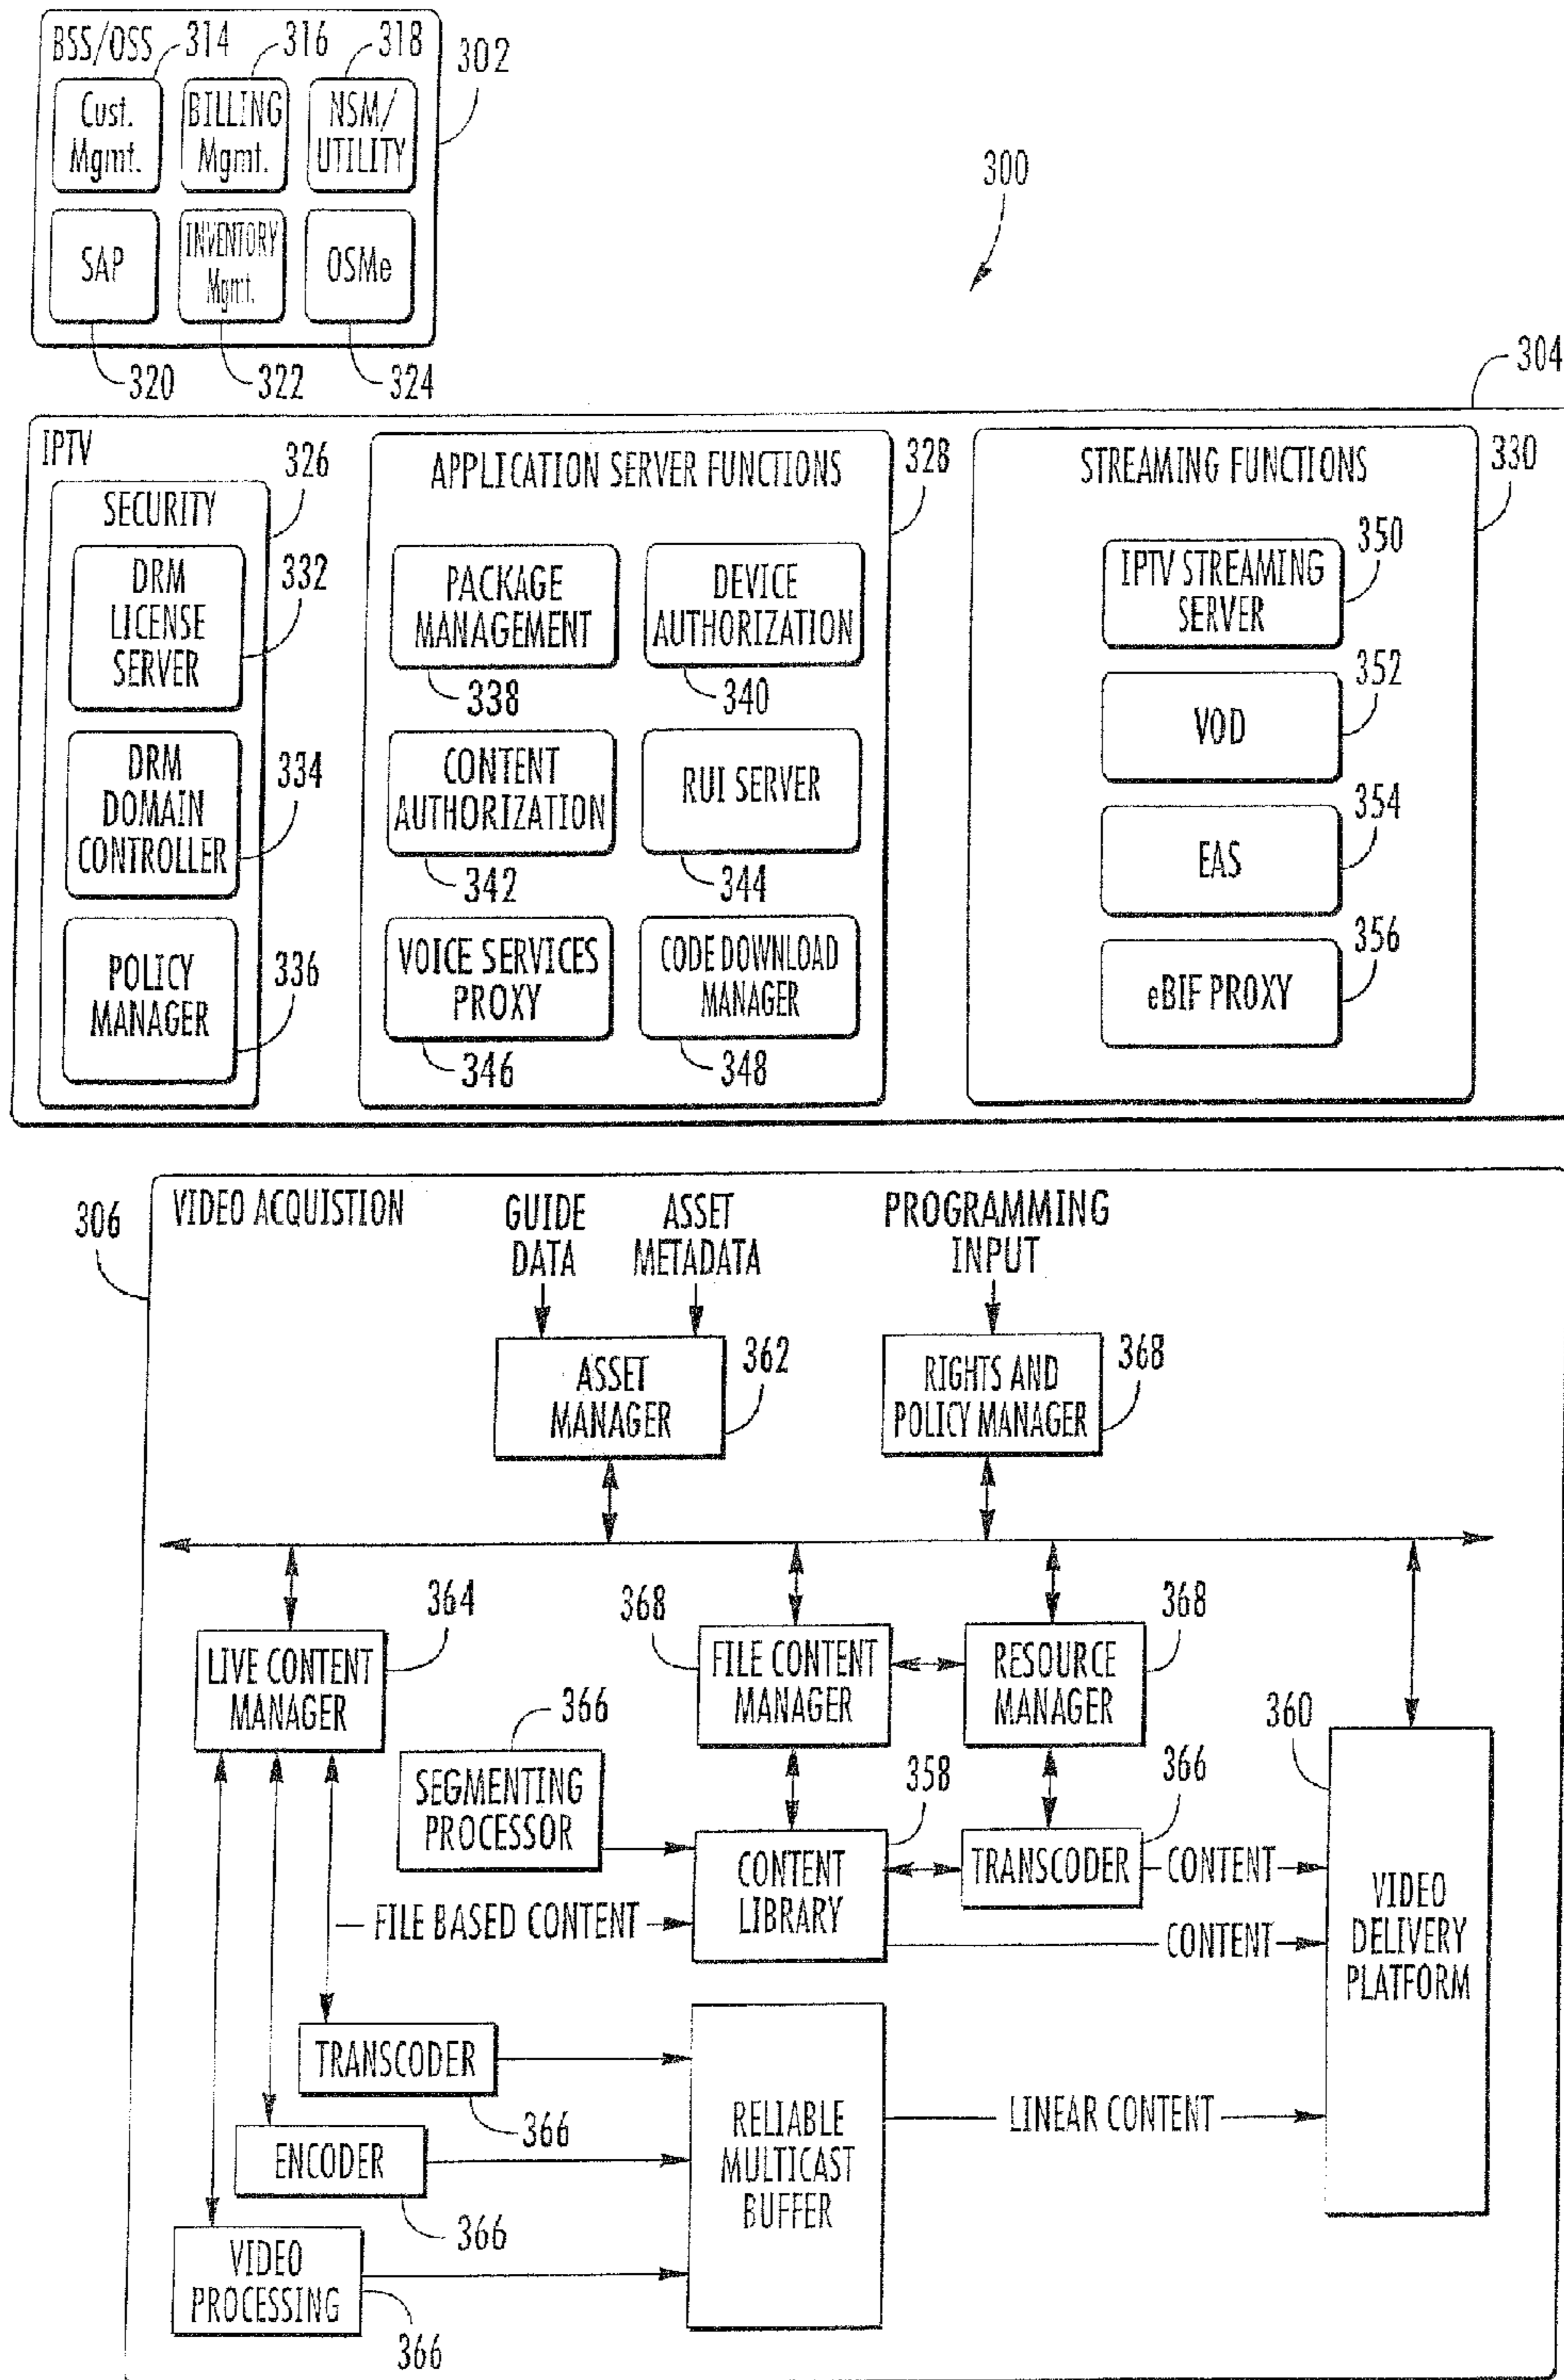 BSS/OSS
314
316
318
302
Cust.
Mgmt.
BILLING
Mgmt.
NSM/
UTILITY
SAP
INVENTORY
Mgmt.
OSMe
320
322
324
300
304
IPTV
326
SECURITY
DRM
LICENSE
SERVER
332
DRM
DOMAIN
CONTROLLER
334
POLICY
MANAGER
336
APPLICATION SERVER FUNCTIONS
328
PACKAGE
MANAGEMENT
338
DEVICE
AUTHORIZATION
340
CONTENT
AUTHORIZATION
342
RUI SERVER
344
VOICE SERVICES
PROXY
346
CODE DOWNLOAD
MANAGER
348
STREAMING FUNCTIONS
330
IPTV STREAMING
SERVER
350
VOD
352
EAS
354
eBIF PROXY
356
306
VIDEO ACQUISTION
GUIDE
DATA
ASSET
METADATA
PROGRAMMING
INPUT
ASSET
MANAGER
362
RIGHTS AND
POLICY MANAGER
368
LIVE CONTENT
MANAGER
364
368
FILE CONTENT
MANAGER
RESOURCE
MANAGER
368
366
SEGMENTING
PROCESSOR
358
CONTENT
LIBRARY
366
TRANSCODER
CONTENT
360
VIDEO
DELIVERY
PLATFORM
FILE BASED CONTENT
CONTENT
TRANSCODER
366
ENCODER
366
VIDEO
PROCESSING
366
RELIABLE
MULTICAST
BUFFER
LINEAR CONTENT